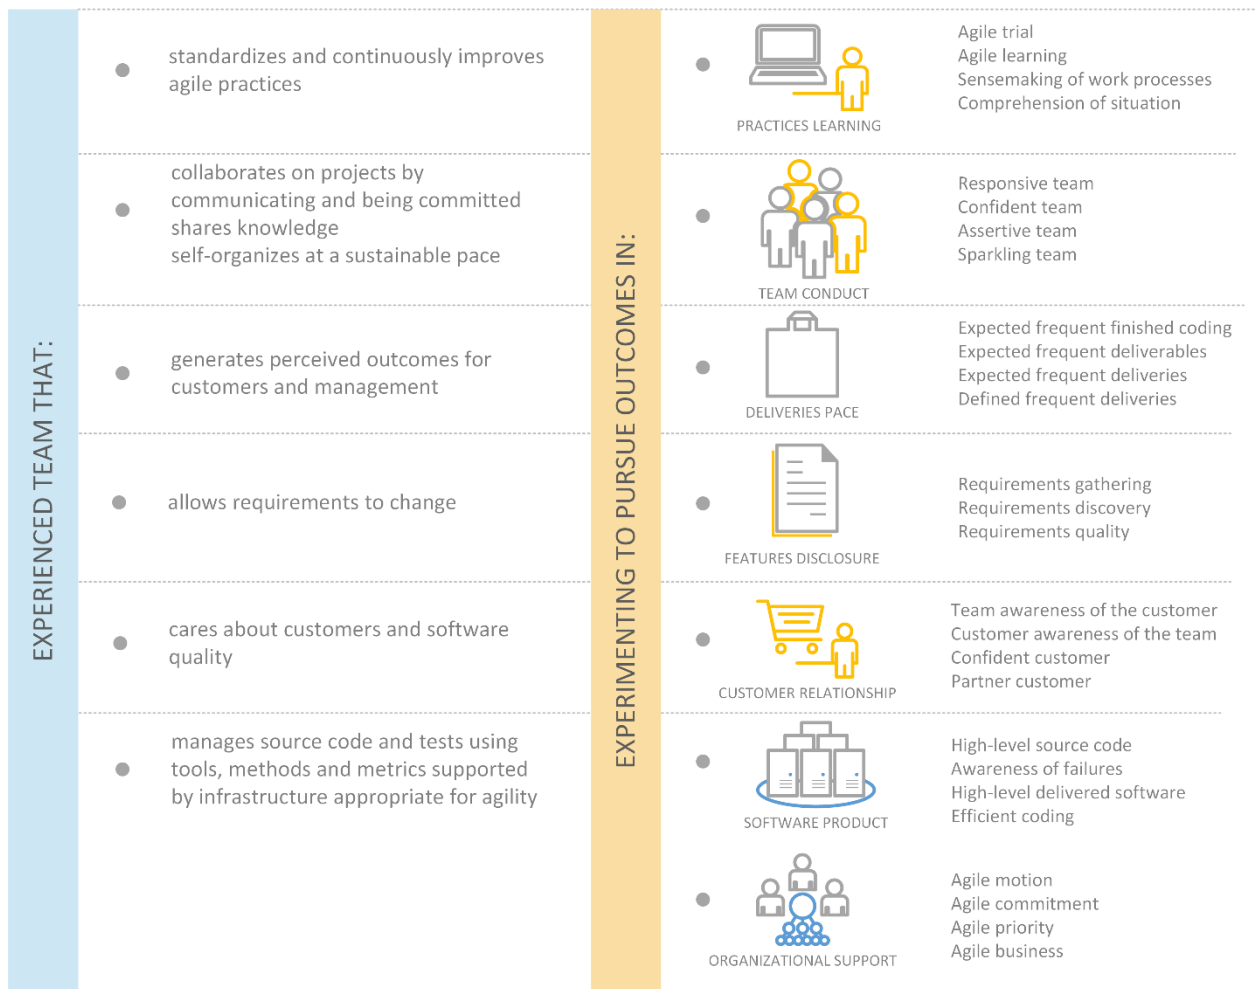 EXPERIENCED TEAM THAT:
standardizes and continuously improves
agile practices
collaborates on projects by
communicating and being committed
shares knowledge
self-organizes at a sustainable pace
generates perceived outcomes for
customers and management
allows requirements to change
cares about customers and software
quality
manages source code and tests using
tools, methods and metrics supported
by infrastructure appropriate for agility
EXPERIMENTING TO PURSUE OUTCOMES IN:
PRACTICES LEARNING
Agile trial
Agile learning
Sensemaking of work processes
Comprehension of situation
TEAM CONDUCT
Responsive team
Confident team
Assertive team
Sparkling team
DELIVERIES PACE
Expected frequent finished coding
Expected frequent deliverables
Expected frequent deliveries
Defined frequent deliveries
FEATURES DISCLOSURE
Requirements gathering
Requirements discovery
Requirements quality
CUSTOMER RELATIONSHIP
Team awareness of the customer
Customer awareness of the team
Confident customer
Partner customer
SOFTWARE PRODUCT
High-level source code
Awareness of failures
High-level delivered software
Efficient coding
ORGANIZATIONAL SUPPORT
Agile motion
Agile commitment
Agile priority
Agile business